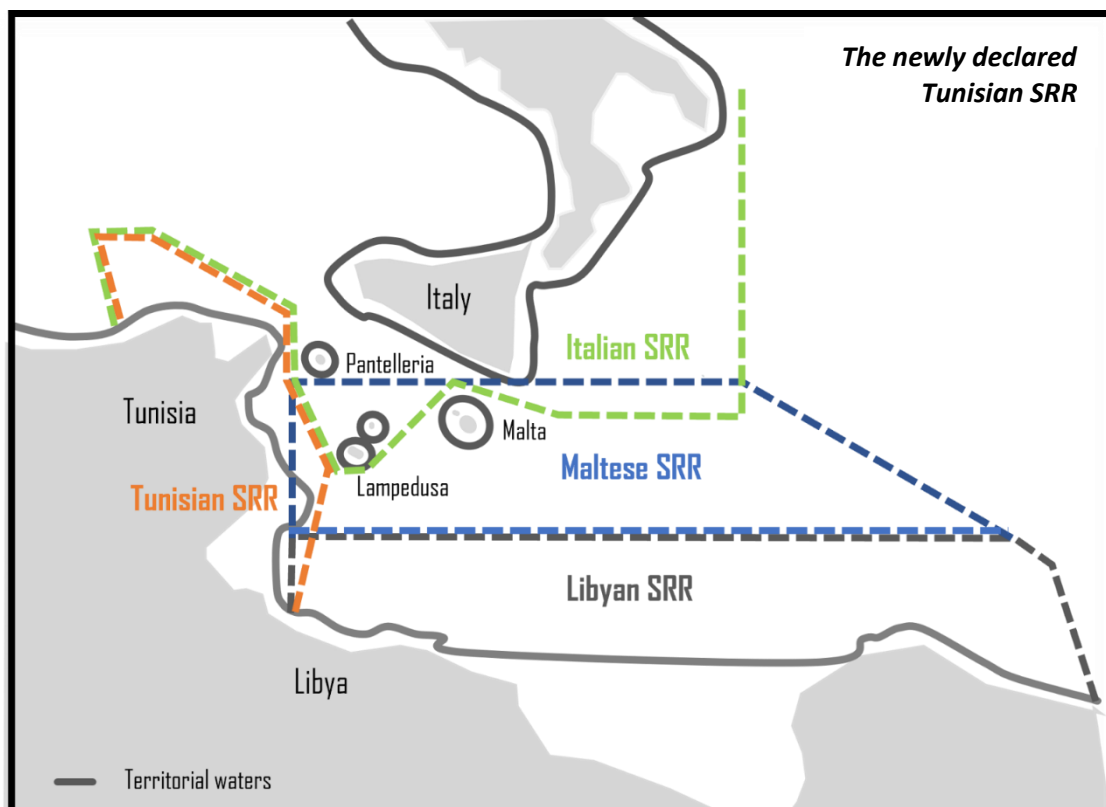 The newly declared
Tunisian SRR
Italy
Italian SRR
Pantelleria
Tunisia
Malta
Maltese SRR
Lampedusa
Tunisian SRR
Libyan SRR
Libya
Territorial waters